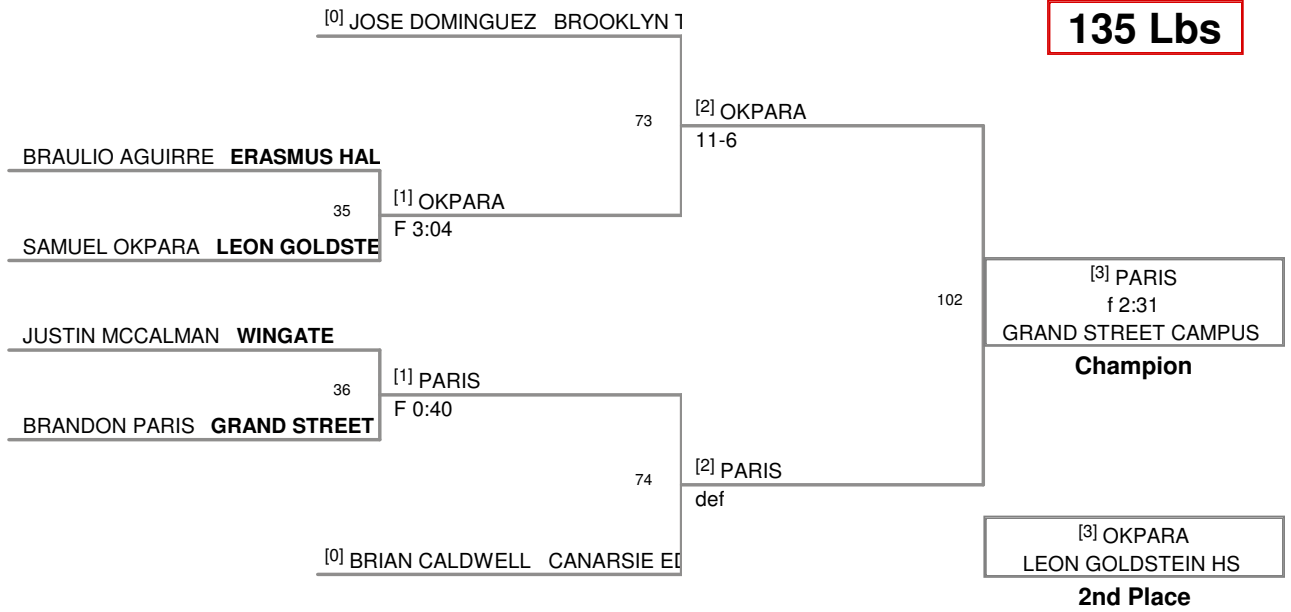 [0] JOSE DOMINGUEZ BROOKLYN T
135 Lbs
73
[2] OKPARA
11-6
BRAULIO AGUIRRE ERASMUS HAL
35
[1] OKPARA
F 3:04
SAMUEL OKPARA LEON GOLDSTE
102
[3] PARIS
f 2:31
GRAND STREET CAMPUS
Champion
JUSTIN MCCALMAN WINGATE
36
[1] PARIS
F 0:40
BRANDON PARIS GRAND STREET
74
[2] PARIS
def
[0] BRIAN CALDWELL CANARSIE ED
[3] OKPARA
LEON GOLDSTEIN HS
2nd Place